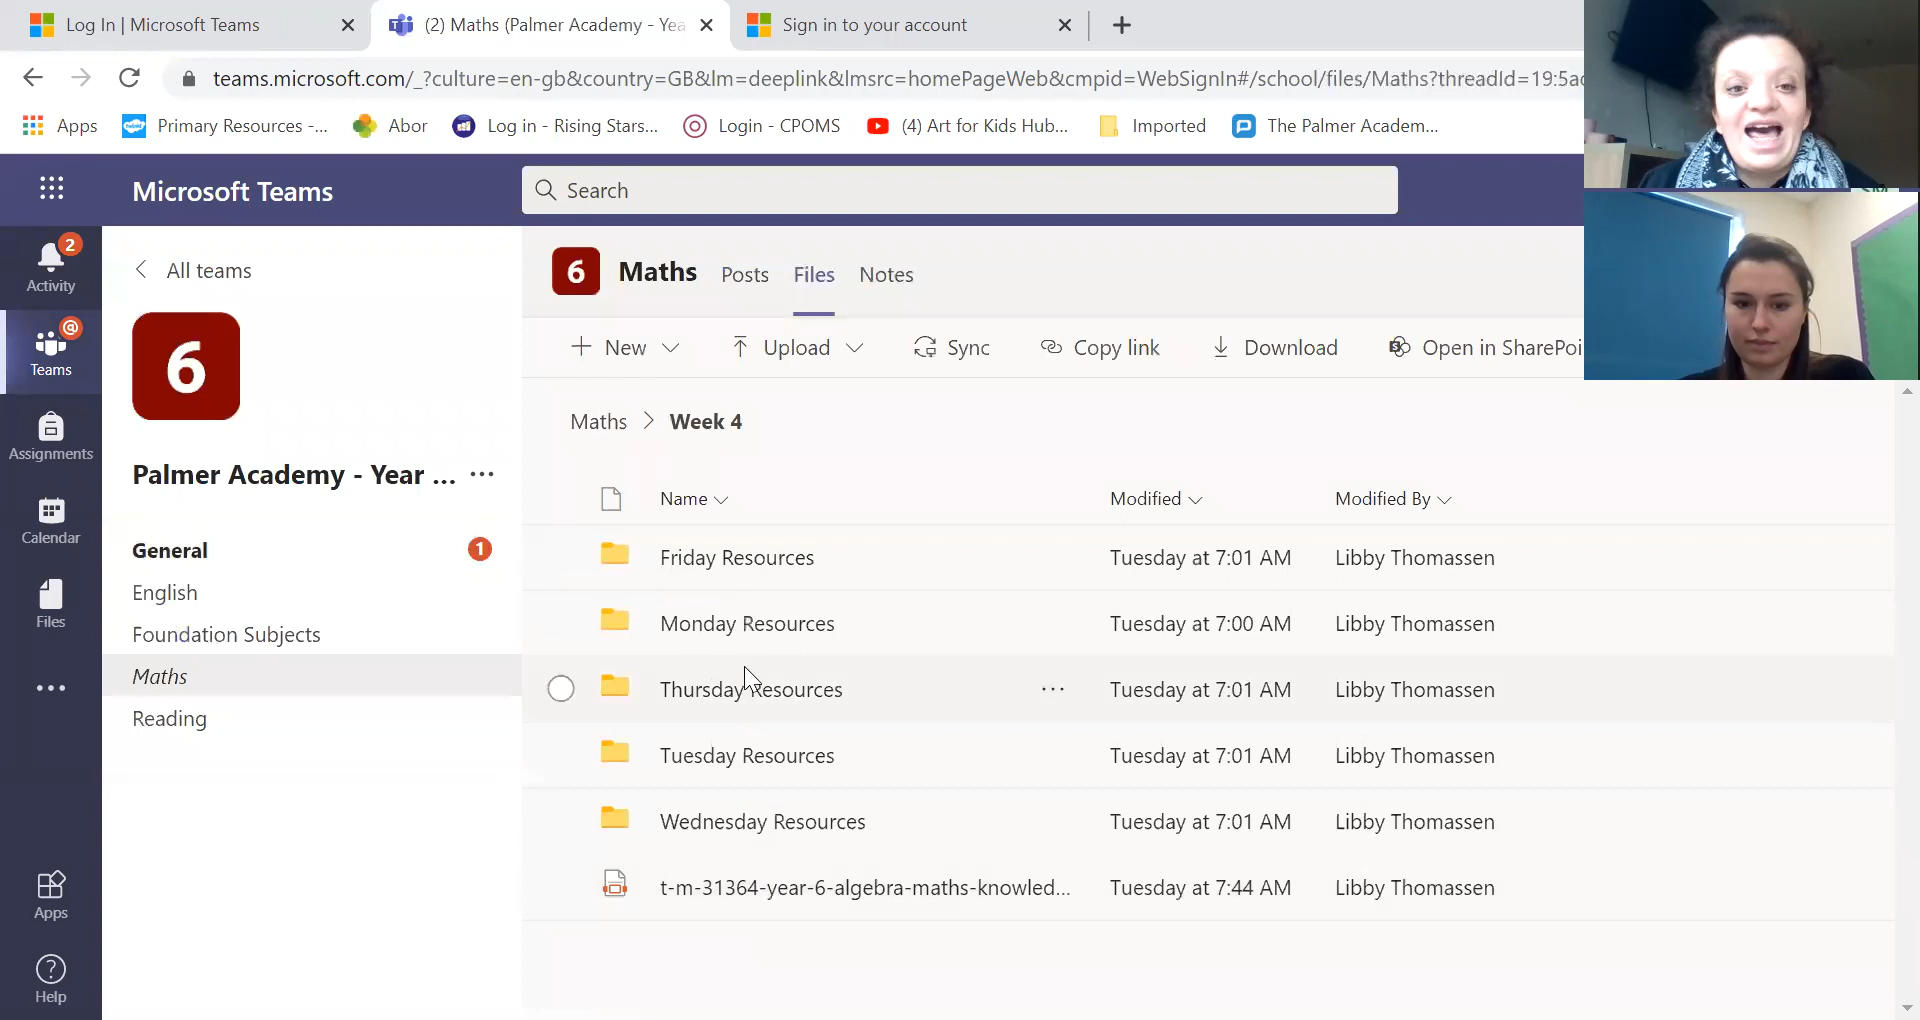 Log In | Microsoft Teams
(2) Maths (Palmer Academy - Yea
Sign in to your account
teams.microsoft.com/_?culture=en-gb&country=GB&lm=deeplink&lmsrc=homePageWeb&cmpid=WebSignIn#/school/files/Maths?threadId=19:5a
Apps
Primary Resources -...
Abor
Log in - Rising Stars...
Login - CPOMS
(4) Art for Kids Hub...
Imported
The Palmer Academ...
Microsoft Teams
Search
2
Activity
@
Teams
Assignments
Calendar
Files
Apps
Help
All teams
6
Palmer Academy - Year ...
General
1
English
Foundation Subjects
Maths
Reading
6
Maths
Posts
Files
Notes
New
Upload
Sync
Copy link
Download
Open in SharePoi
Maths > Week 4
Name
Modified
Modified By
Friday Resources
Tuesday at 7:01 AM
Libby Thomassen
Monday Resources
Tuesday at 7:00 AM
Libby Thomassen
Thursday Resources
Tuesday at 7:01 AM
Libby Thomassen
Tuesday Resources
Tuesday at 7:01 AM
Libby Thomassen
Wednesday Resources
Tuesday at 7:01 AM
Libby Thomassen
t-m-31364-year-6-algebra-maths-knowled...
Tuesday at 7:44 AM
Libby Thomassen